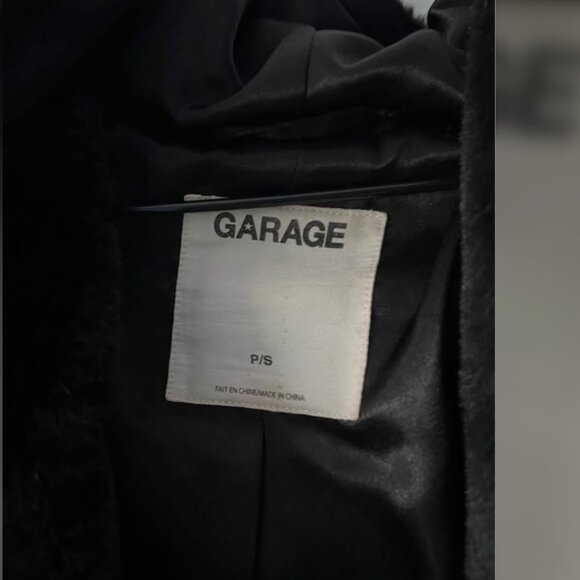 GARAGE
P/S
FAIT EN CHINE/MADE IN CHINA